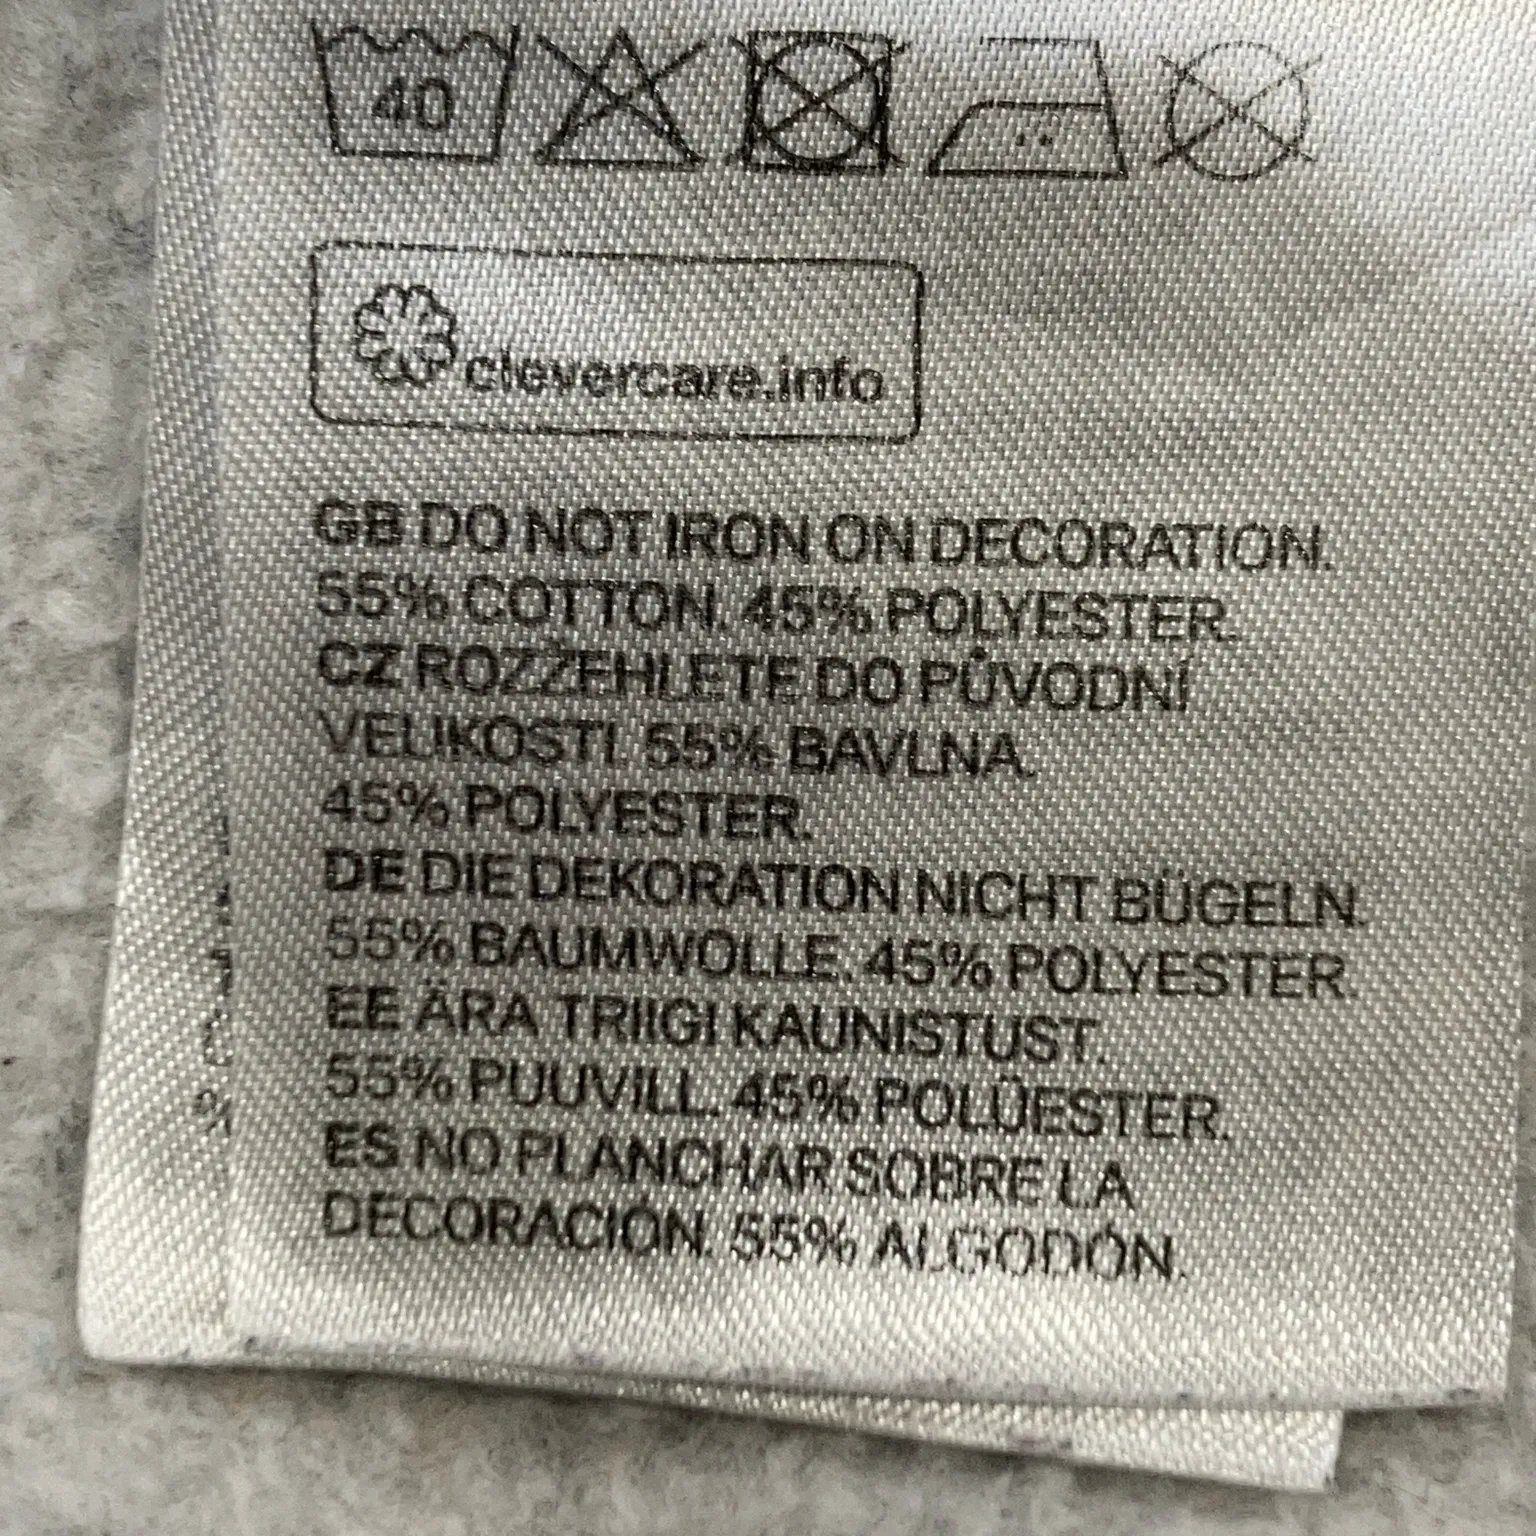 40
clevercare.info
GB DO NOT IRON ON DECORATION.
55% COTTON. 45% POLYESTER.
CZ ROZŽEHLETE DO PŮVODNÍ
VELIKOSTI. 55% BAVLNA.
45% POLYESTER.
DE DIE DEKORATION NICHT BÜGELN.
55% BAUMWOLLE. 45% POLYESTER.
EE ÄRA TRIIGI KAUNISTUST.
55% PUUVILL. 45% POLÜESTER.
ES NO PLANCHAR SOBRE LA
DECORACIÓN. 55% ALGODÓN.